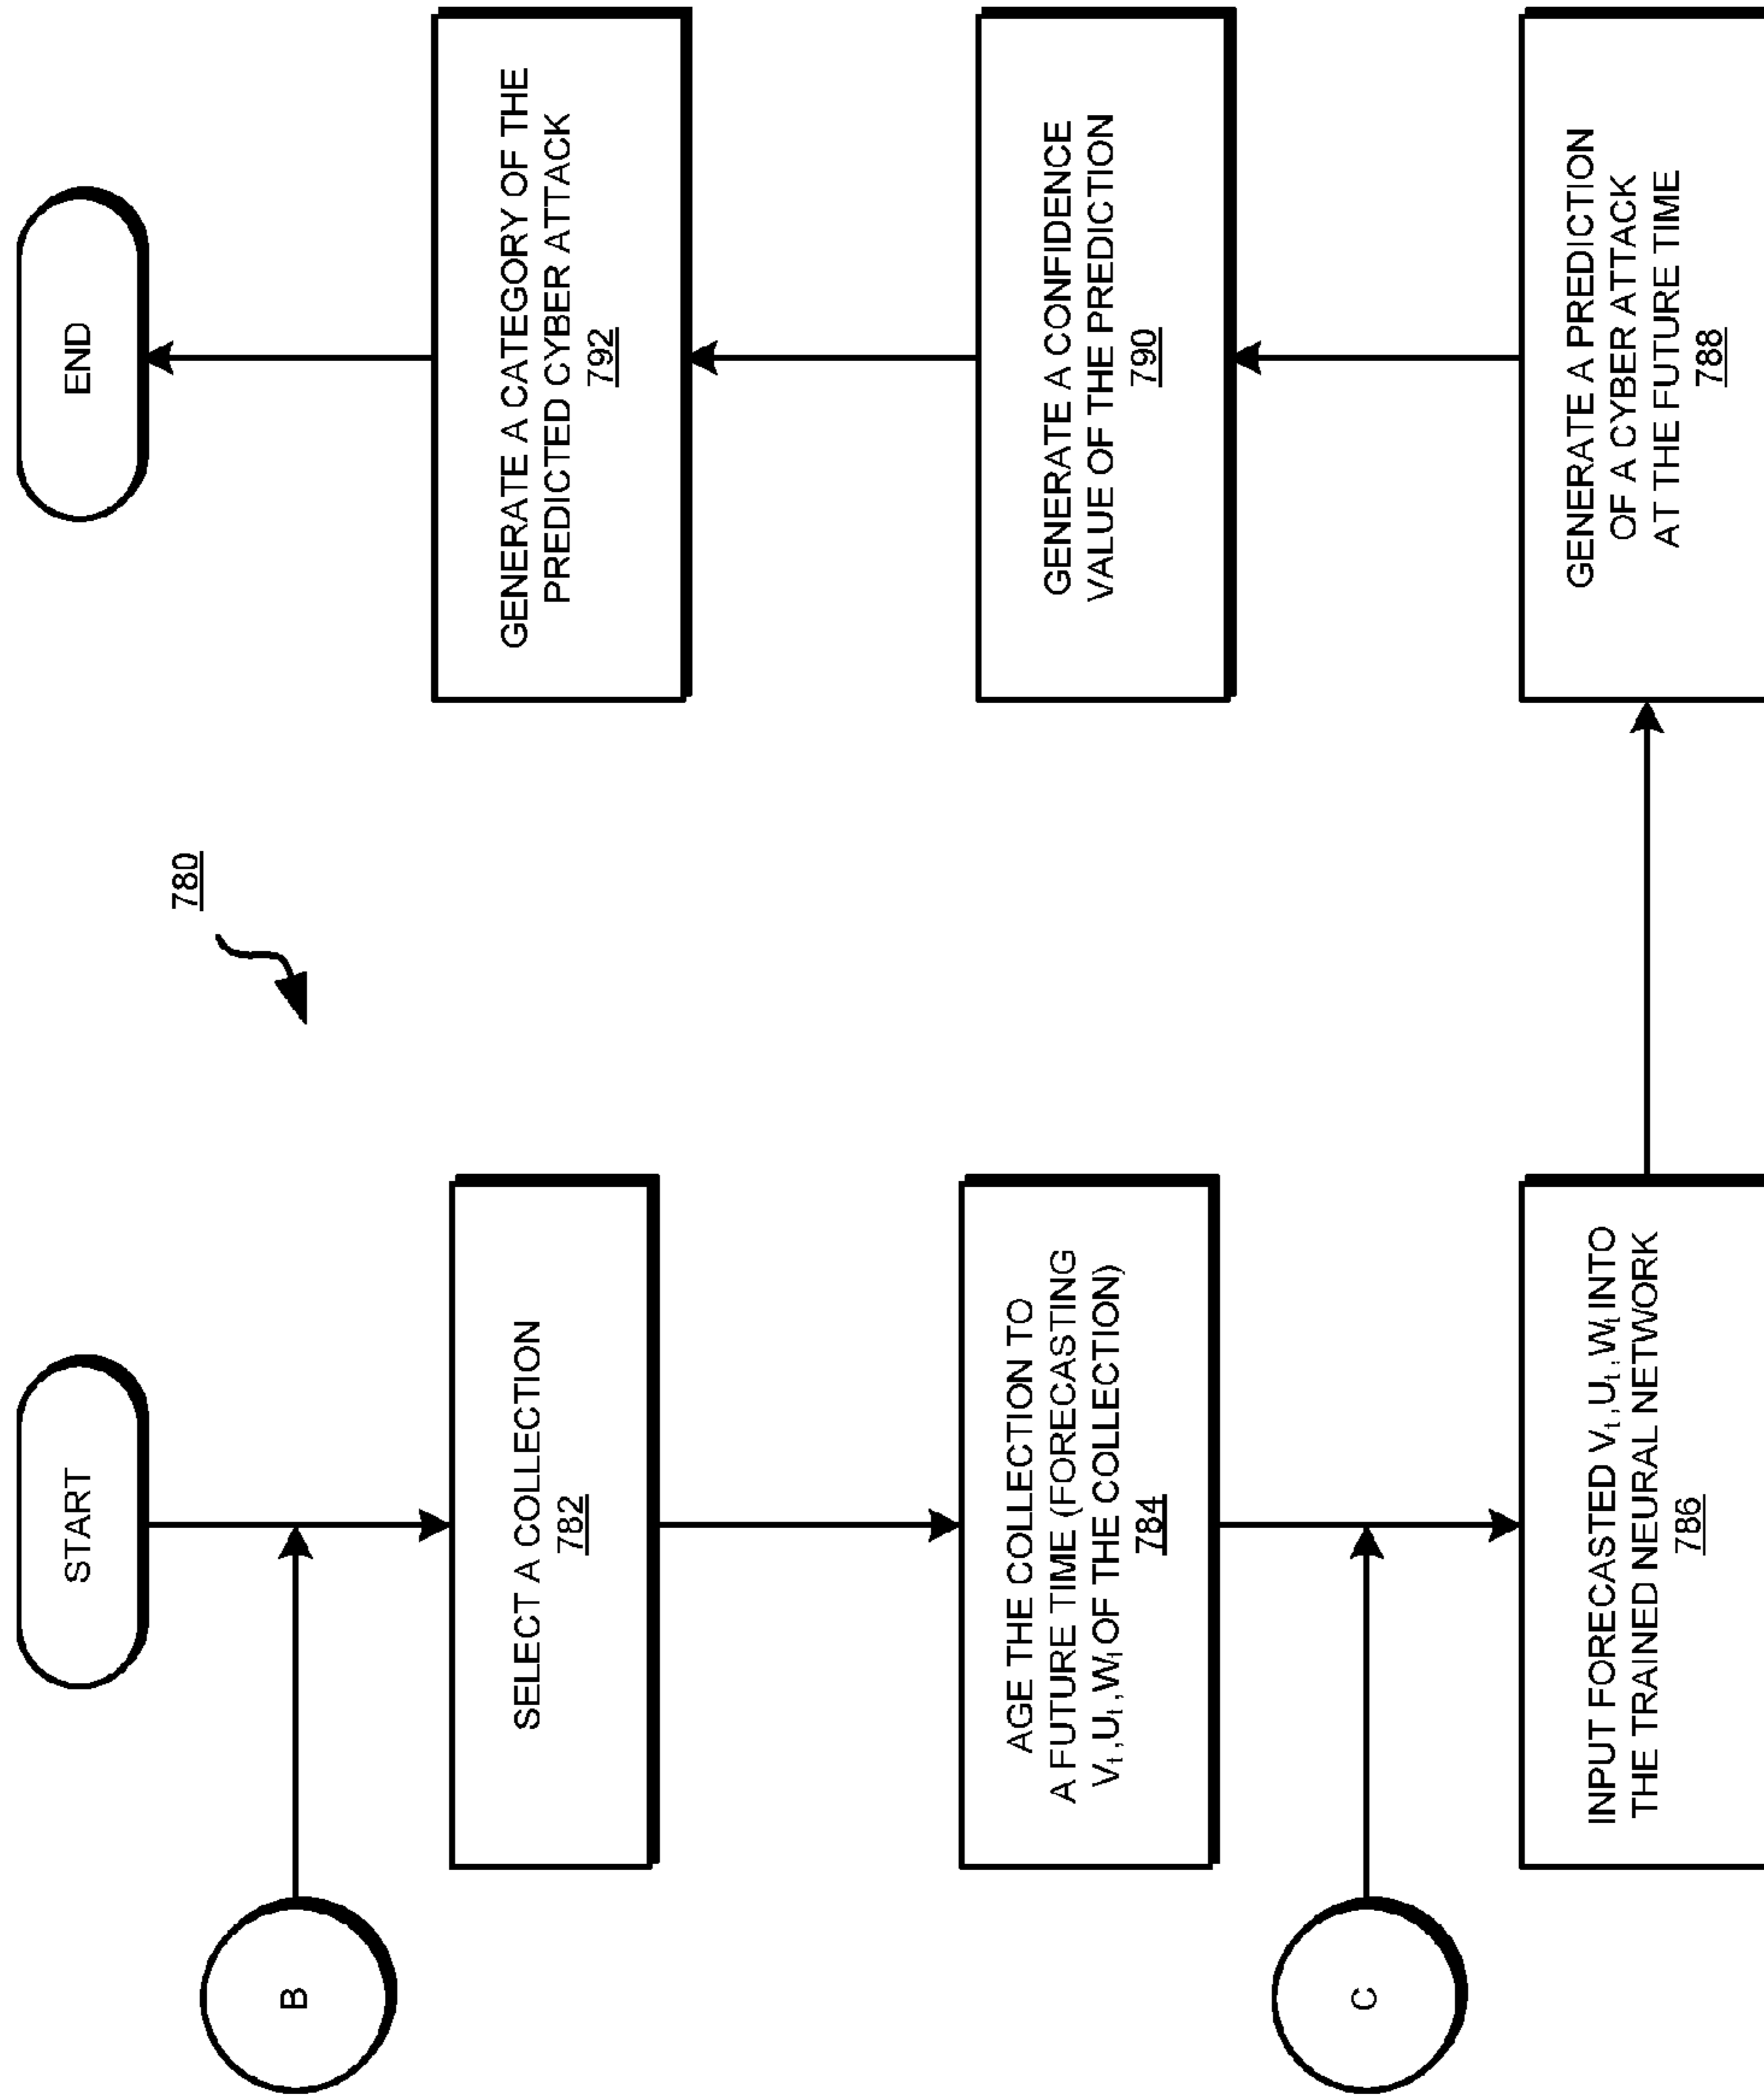 780
START
B
SELECT A COLLECTION
782
AGE THE COLLECTION TO
A FUTURE TIME (FORECASTING
Vt, Ut, Wt OF THE COLLECTION)
784
C
INPUT FORECASTED Vt, Ut, Wt INTO
THE TRAINED NEURAL NETWORK
786
GENERATE A PREDICTION
OF A CYBER ATTACK
AT THE FUTURE TIME
788
GENERATE A CONFIDENCE
VALUE OF THE PREDICTION
790
GENERATE A CATEGORY OF THE
PREDICTED CYBER ATTACK
792
END